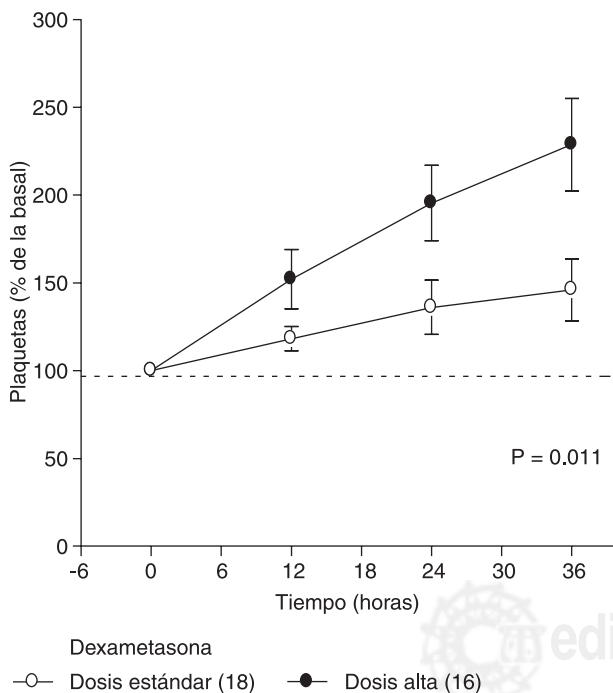 300
250
200
150
100
50
0
Plaquetas (% de la basal)
P = 0.011
-6 0 6 12 18 24 30 36
Tiempo (horas)
Dexametasona
Dosis estándar (18) Dosis alta (16)